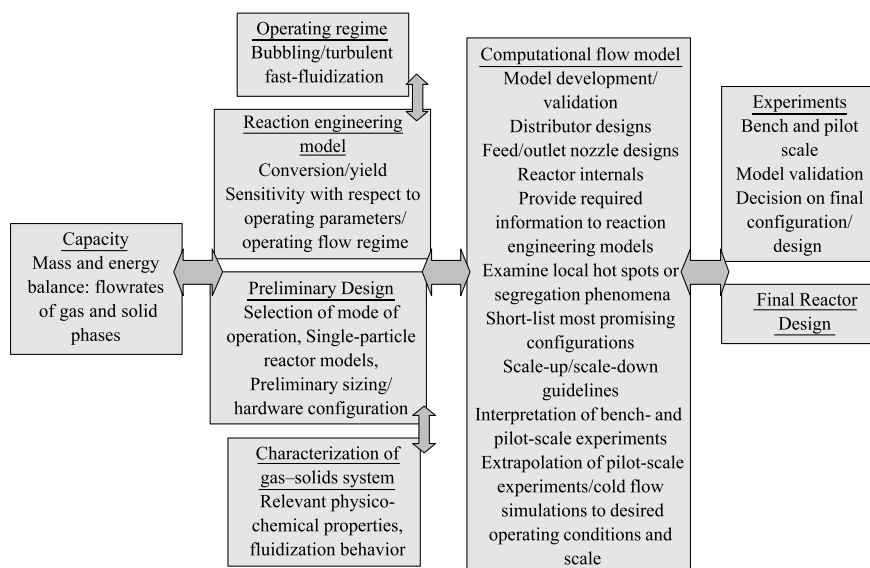 Capacity
Mass and energy
balance: flowrates
of gas and solid
phases
Operating regime
Bubbling/turbulent
fast-fluidization
Reaction engineering
model
Conversion/yield
Sensitivity with respect to
operating parameters/
operating flow regime
Preliminary Design
Selection of mode of
operation, Single-particle
reactor models,
Preliminary sizing/
hardware configuration
Characterization of
gas–solids system
Relevant physico-
chemical properties,
fluidization behavior
Computational flow model
Model development/
validation
Distributor designs
Feed/outlet nozzle designs
Reactor internals
Provide required
information to reaction
engineering models
Examine local hot spots or
segregation phenomena
Short-list most promising
configurations
Scale-up/scale-down
guidelines
Interpretation of bench- and
pilot-scale experiments
Extrapolation of pilot-scale
experiments/cold flow
simulations to desired
operating conditions and
scale
Experiments
Bench and pilot
scale
Model validation
Decision on final
configuration/
design
Final Reactor
Design